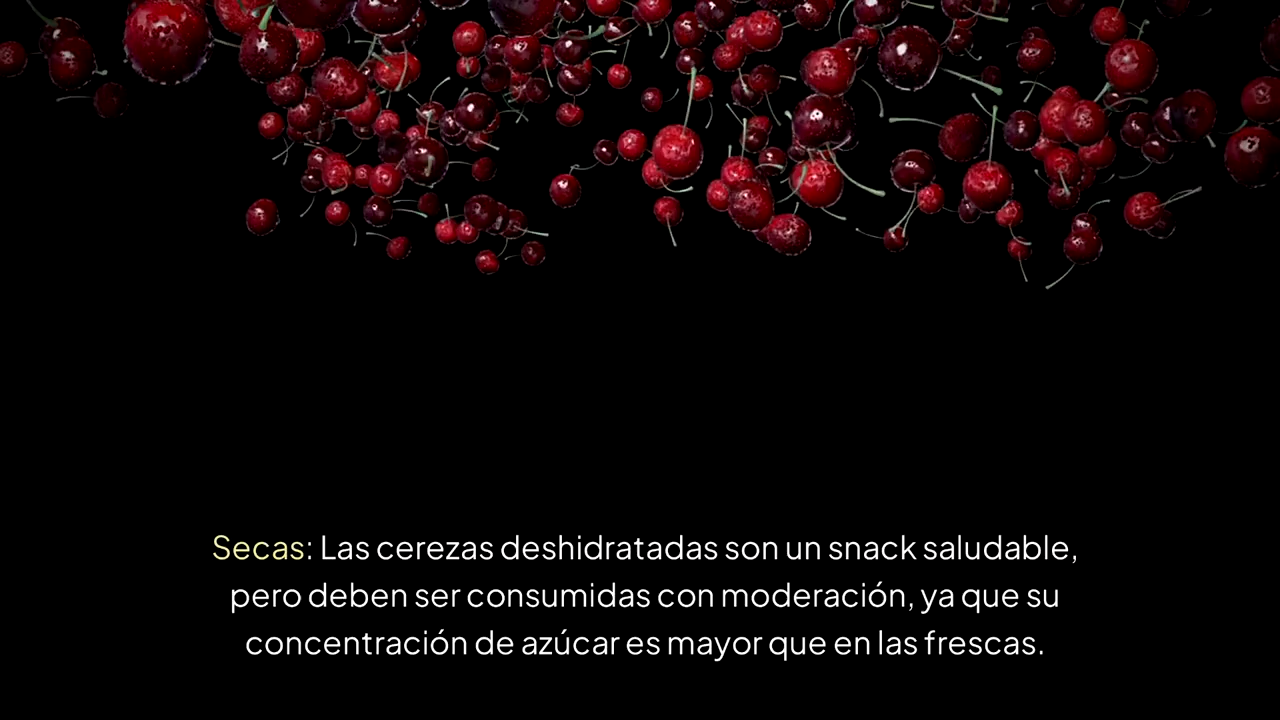 Secas: Las cerezas deshidratadas son un snack saludable,
pero deben ser consumidas con moderación, ya que su
concentración de azúcar es mayor que en las frescas.